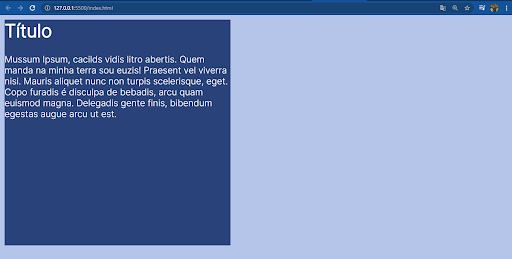 127.0.0.1:5500/index.html
Título
Mussum Ipsum, cacilds vidis litro abertis. Quem
manda na minha terra sou euzis! Praesent vel viverra
nisi. Mauris aliquet nunc non turpis scelerisque, eget.
Copo furadis é disculpa de bebadis, arcu quam
euismod magna. Delegadis gente finis, bibendum
egestas augue arcu ut est.